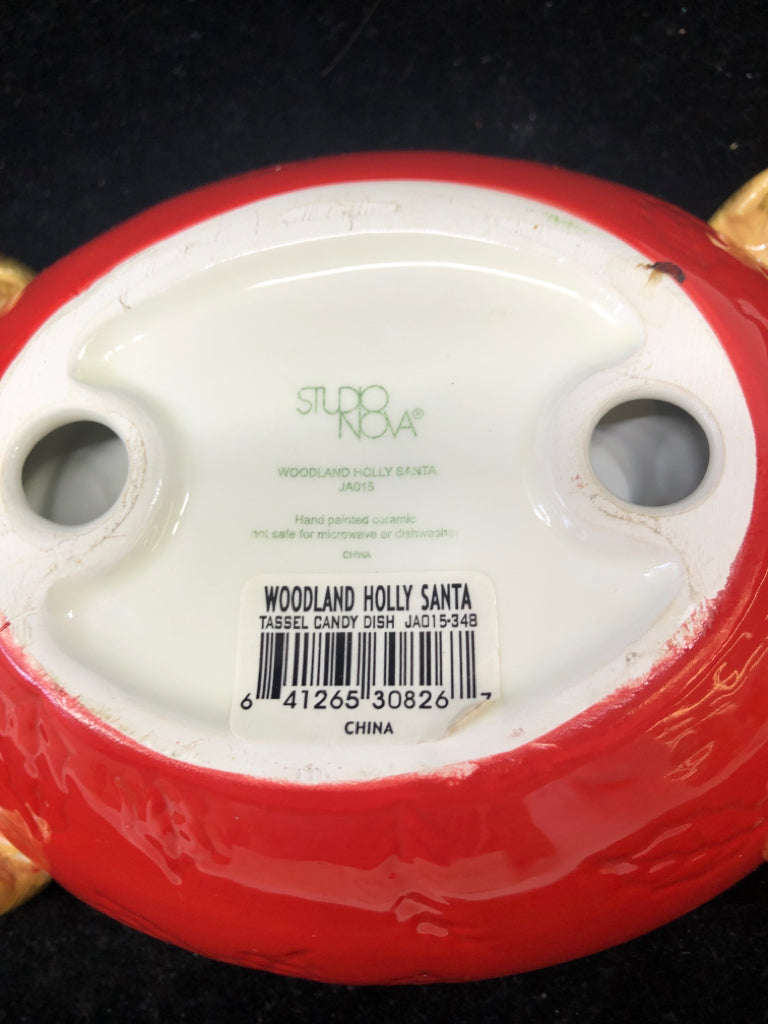 STUDIO
NOVA®
WOODLAND HOLLY SANTA
JA015
Hand painted ceramic
not safe for microwave or dishwasher
CHINA
WOODLAND HOLLY SANTA
TASSEL CANDY DISH JA015-348
6 41265 30826 7
CHINA